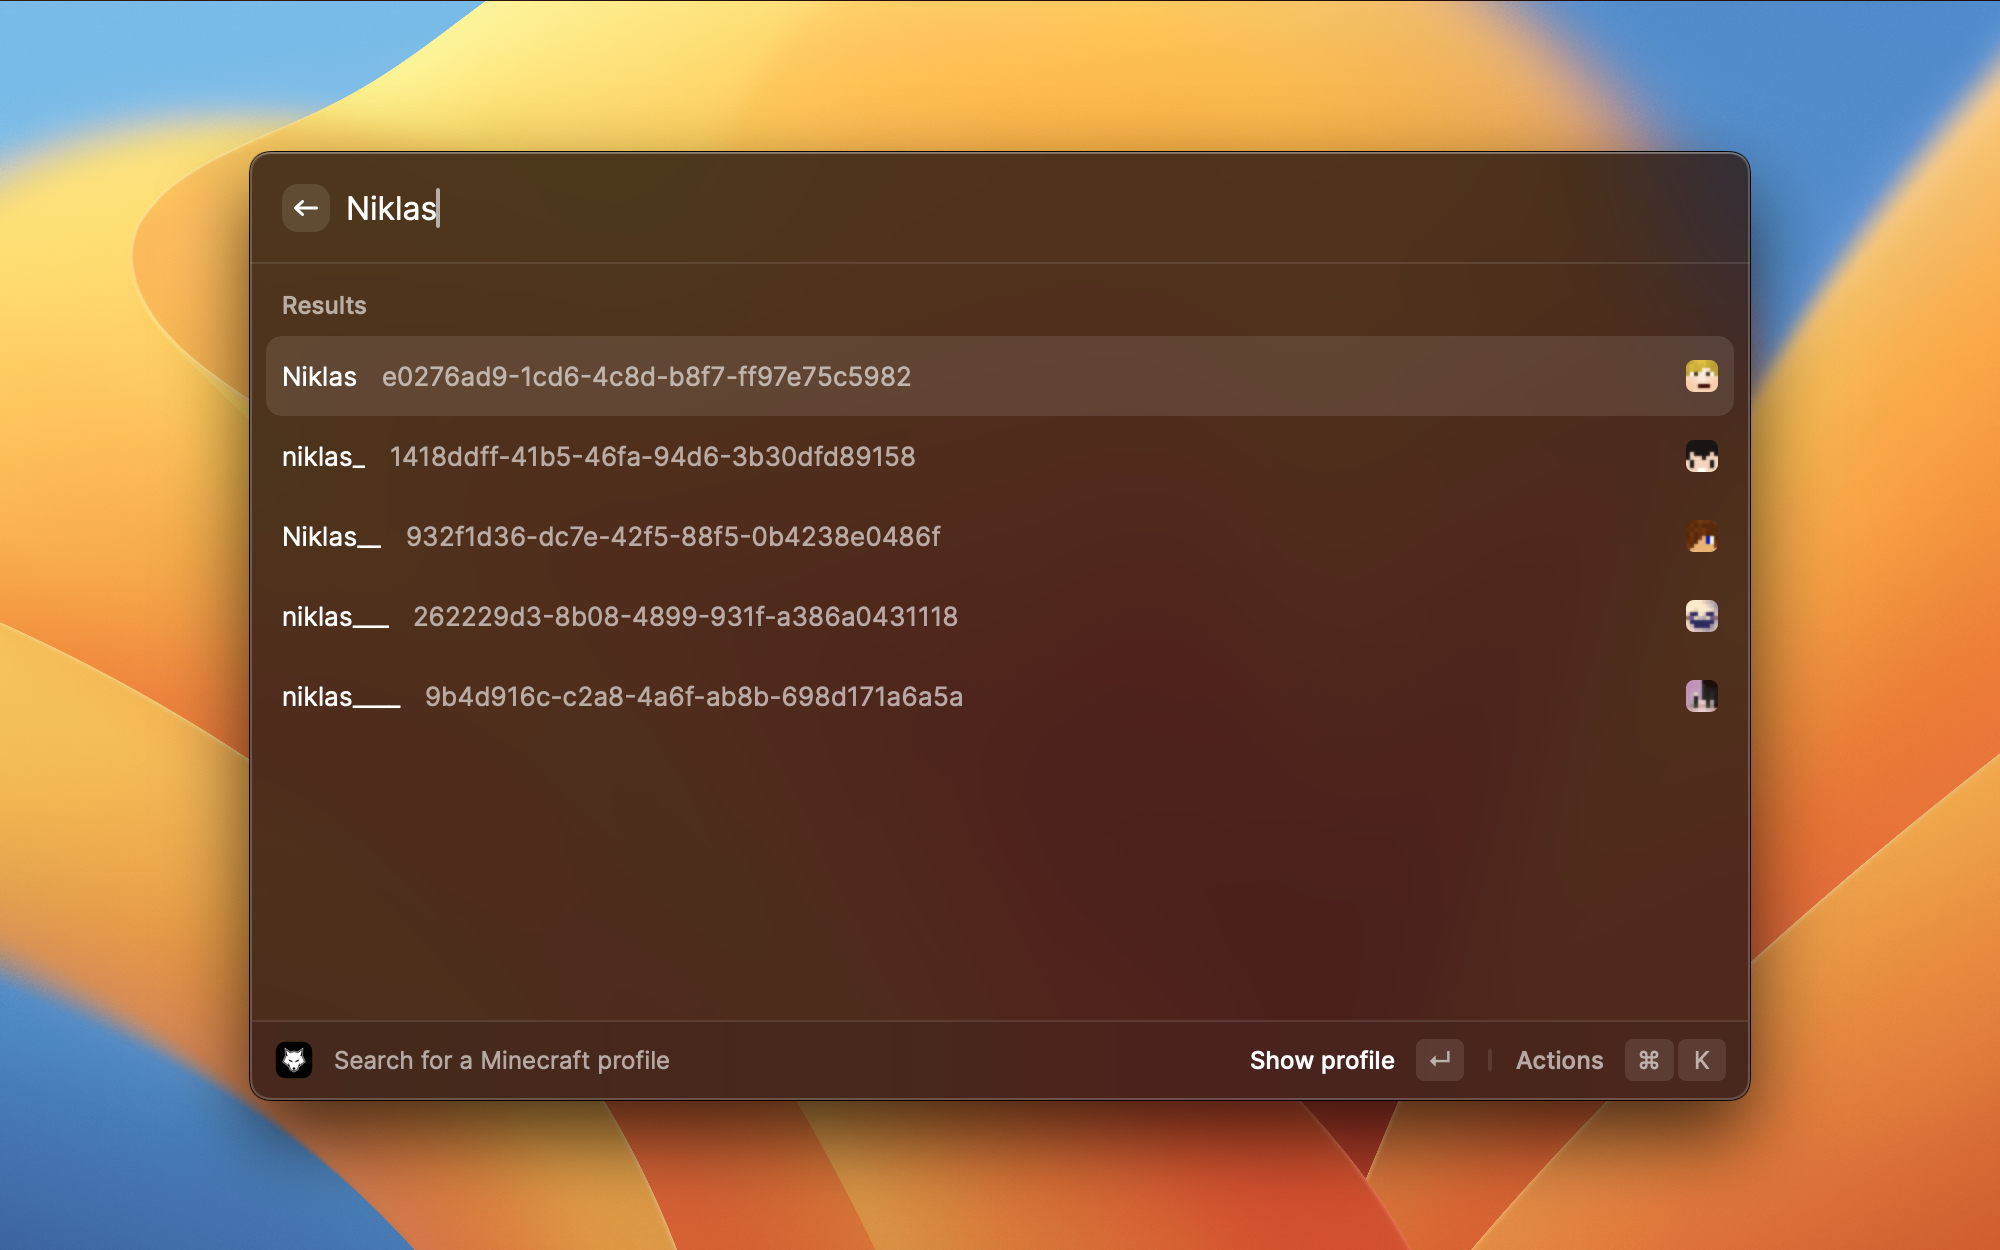 Niklas
Results
Niklas e0276ad9-1cd6-4c8d-b8f7-ff97e75c5982
niklas_ 1418ddff-41b5-46fa-94d6-3b30dfd89158
Niklas__ 932f1d36-dc7e-42f5-88f5-0b4238e0486f
niklas___ 262229d3-8b08-4899-931f-a386a0431118
niklas____ 9b4d916c-c2a8-4a6f-ab8b-698d171a6a5a
Search for a Minecraft profile Show profile ↵ | Actions ⌘ K